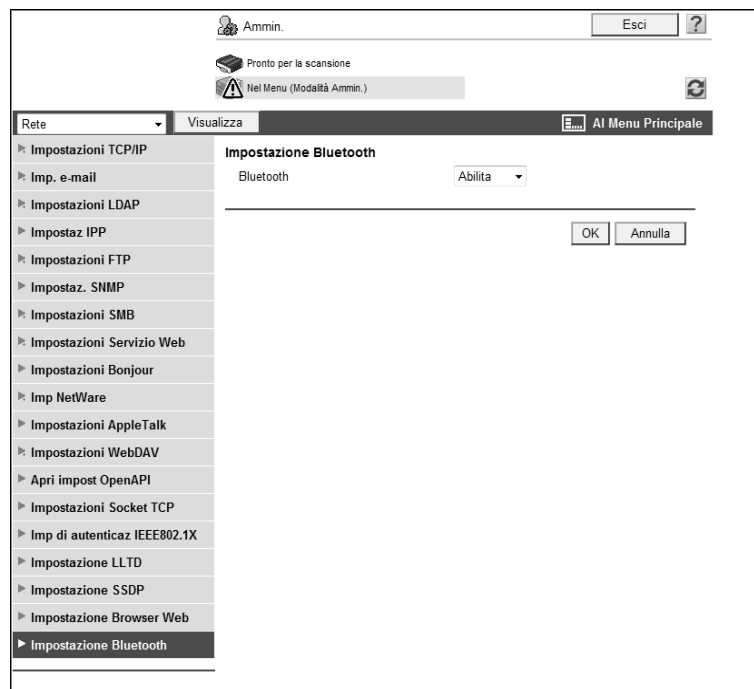 Ammin.
Esci
?
Pronto per la scansione
Nel Menu (Modalità Ammin.)
Rete
Visualizza
Al Menu Principale
Impostazioni TCP/IP
Imp. e-mail
Impostazioni LDAP
Impostaz IPP
Impostazioni FTP
Impostaz. SNMP
Impostazioni SMB
Impostazioni Servizio Web
Impostazioni Bonjour
Imp NetWare
Impostazioni AppleTalk
Impostazioni WebDAV
Apri impost OpenAPI
Impostazioni Socket TCP
Imp di autenticaz IEEE802.1X
Impostazione LLTD
Impostazione SSDP
Impostazione Browser Web
Impostazione Bluetooth
Impostazione Bluetooth
Bluetooth
Abilita
OK
Annulla